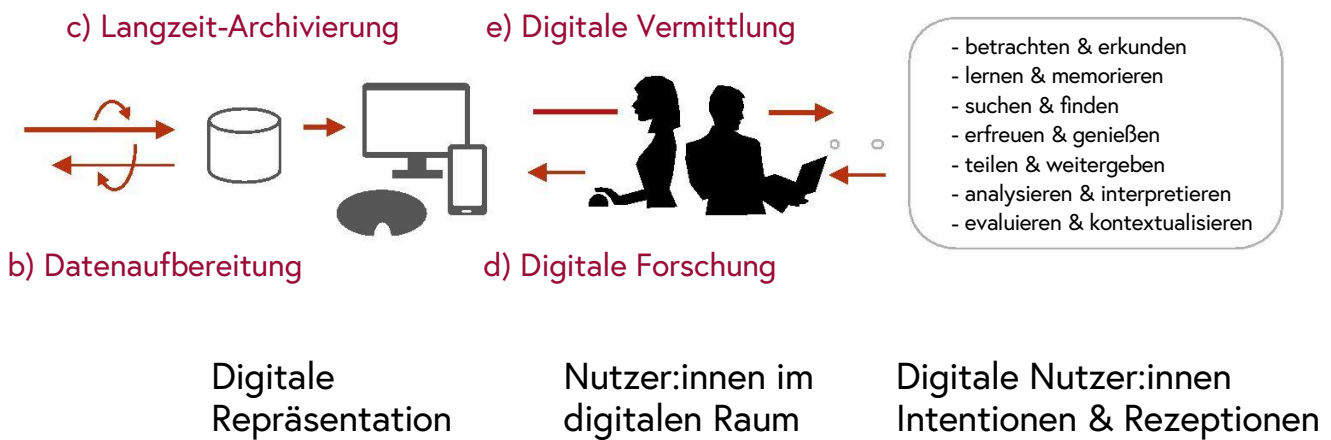 c) Langzeit-Archivierung
e) Digitale Vermittlung
- betrachten & erkunden
- lernen & memorieren
- suchen & finden
- erfreuen & genießen
- teilen & weitergeben
- analysieren & interpretieren
- evaluieren & kontextualisieren
b) Datenaufbereitung
d) Digitale Forschung
Digitale
Repräsentation
Nutzer:innen im
digitalen Raum
Digitale Nutzer:innen
Intentionen & Rezeptionen